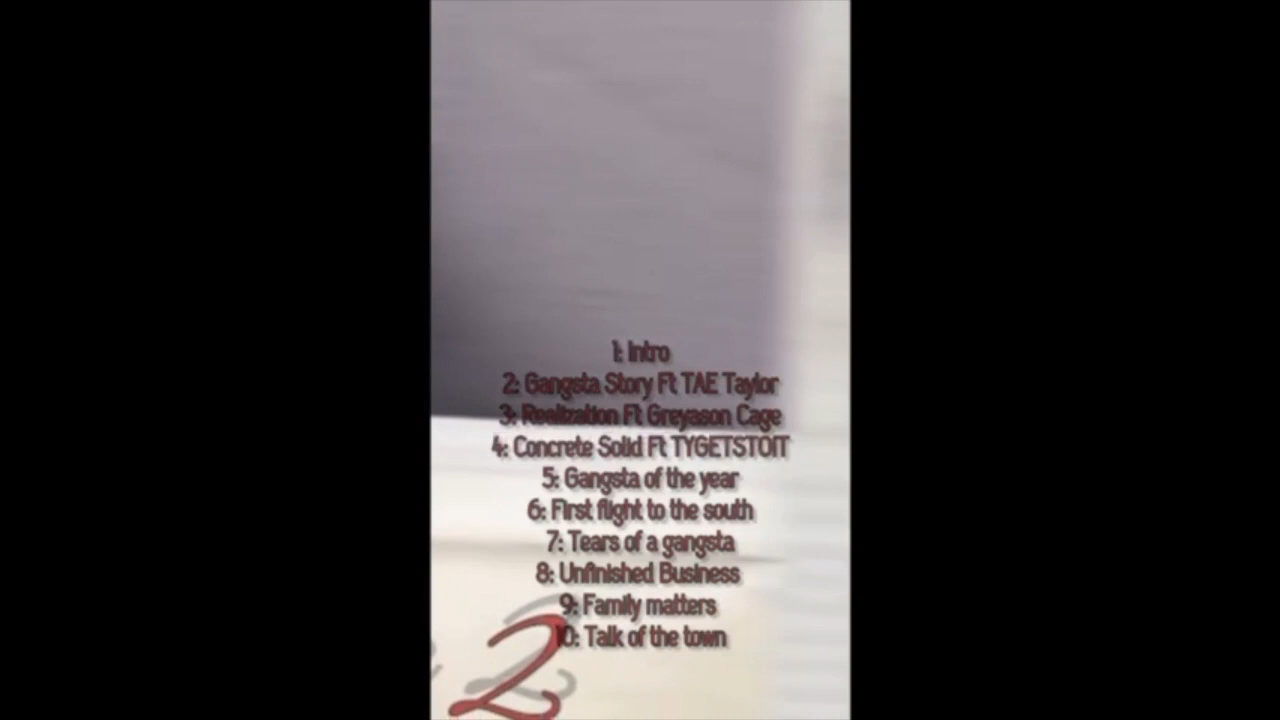 1: Intro
2: Gangsta Story Ft TAE Taylor
3: Realization Ft Greyason Cage
4: Concrete Solid Ft TYGETSTOIT
5: Gangsta of the year
6: First flight to the south
7: Tears of a gangsta
8: Unfinished Business
9: Family matters
10: Talk of the town
2